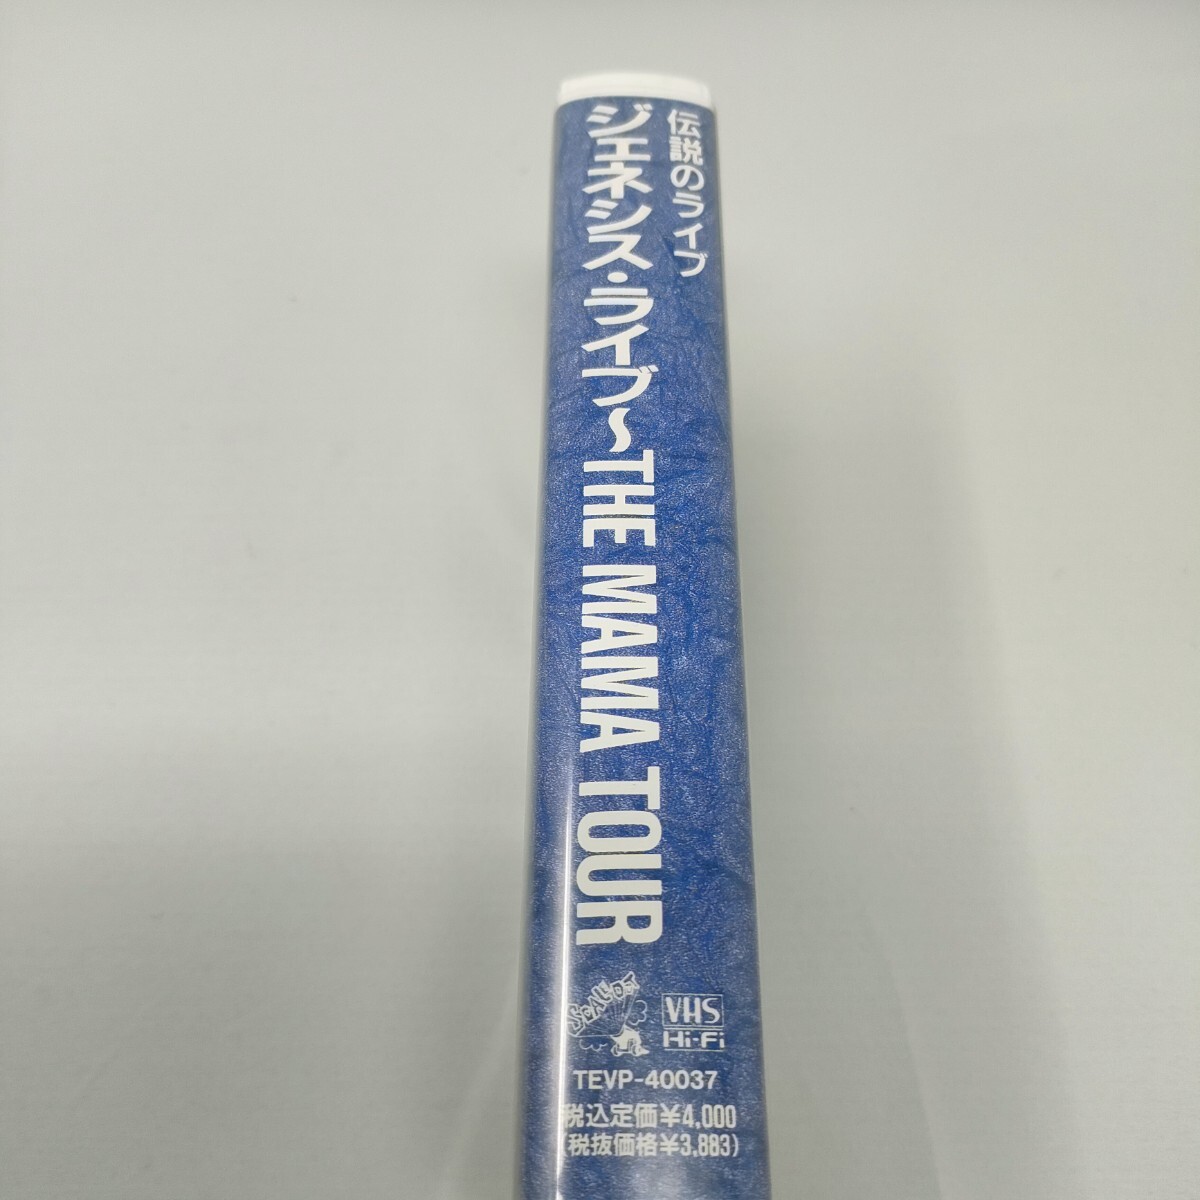 伝説のライブ
ジェネシス・ライブ～THE MAMA TOUR
VHS
Hi-Fi
TEVP-40037
税込定価¥4,000
(税抜価格¥3,883)